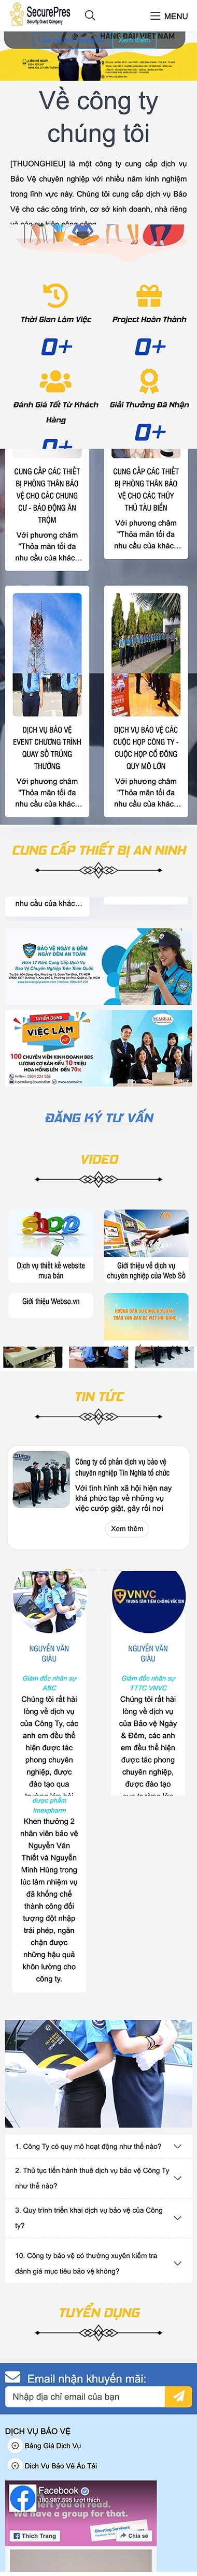 SecurePres
Security Guard Company
MENU
HÀNG ĐẦU VIỆT NAM
Về công ty
chúng tôi
[THUONGHIEU] là một công ty cung cấp dịch vụ
Bảo Vệ chuyên nghiệp với nhiều năm kinh nghiệm
trong lĩnh vực này. Chúng tôi cung cấp dịch vụ Bảo
Vệ cho các công trình, cơ sở kinh doanh, nhà riêng
Thời Gian Làm Việc
Project Hoàn Thành
0+
0+
Đánh Giá Tốt Từ Khách
Hàng
Giải Thưởng Đã Nhận
0+
0+
CUNG CẤP CÁC THIẾT
BỊ PHÒNG THÂN BẢO
VỆ CHO CÁC CHUNG
CƯ - BÁO ĐỘNG ĂN
TRỘM
Với phương châm
"Thỏa mãn tối đa
nhu cầu của khác...
CUNG CẤP CÁC THIẾT
BỊ PHÒNG THÂN BẢO
VỆ CHO CÁC THỦY
THỦ TÀU BIỂN
Với phương châm
"Thỏa mãn tối đa
nhu cầu của khác...
DỊCH VỤ BẢO VỆ
EVENT CHƯƠNG TRÌNH
QUAY SỐ TRÚNG
THƯỞNG
Với phương châm
"Thỏa mãn tối đa
nhu cầu của khác...
DỊCH VỤ BẢO VỆ CÁC
CUỘC HỌP CÔNG TY -
CUỘC HỌP CỔ ĐÔNG
QUY MÔ LỚN
Với phương châm
"Thỏa mãn tối đa
nhu cầu của khác...
CUNG CẤP THIẾT BỊ AN NINH
nhu cầu của khác...
BẢO VỆ NGÀY & ĐÊM
NGÀY ĐÊM AN TOÀN
Hơn 17 Năm Cung Cấp Dịch Vụ
Bảo Vệ Chuyên Nghiệp Trên Toàn Quốc
TUYỂN DỤNG
VIỆC LÀM
100 CHUYÊN VIÊN KINH DOANH BDS
LƯƠNG CƠ BẢN ĐẾN 10 TRIỆU
HOA HỒNG LÊN ĐẾN 70%
SEAREAL
ĐĂNG KÝ TƯ VẤN
VIDEO
Dịch vụ thiết kế website
mua bán
Giới thiệu về dịch vụ
chuyên nghiệp của Web Số
Giới thiệu Webso.vn
TIN TỨC
Công ty cổ phần dịch vụ bảo vệ
chuyên nghiệp Tín Nghĩa tổ chức
Với tình hình xã hội hiện nay
khá phức tạp về những vụ
việc cướp giật, gây rối nơi
Xem thêm
VNVC
TRUNG TÂM TIÊM CHỦNG VẮC XIN
NGUYỄN VĂN
GIÀU
Giám đốc nhân sự
ABC
Chúng tôi rất hài
lòng về dịch vụ
của Công Ty, các
anh em đều thể
hiện được tác
phong chuyên
nghiệp, được
đào tạo qua
NGUYỄN VĂN
GIÀU
Giám đốc nhân sự
TTTC VNVC
Chúng tôi rất hài
lòng về dịch vụ
của Bảo vệ Ngày
& Đêm, các anh
em đều thể hiện
được tác phong
chuyên nghiệp,
được đào tạo
dược phẩm
Imexpharm
Khen thưởng 2
nhân viên bảo vệ
Nguyễn Văn
Thiết và Nguyễn
Minh Hùng trong
lúc làm nhiệm vụ
đã khống chế
thành công đối
tượng đột nhập
trái phép, ngăn
chặn được
những hậu quả
khôn lường cho
công ty.
1. Công Ty có quy mô hoạt động như thế nào?
2. Thủ tục tiến hành thuê dịch vụ bảo vệ Công Ty
như thế nào?
3. Quy trình triển khai dịch vụ bảo vệ của Công
ty?
10. Công ty bảo vệ có thường xuyên kiểm tra
đánh giá mục tiêu bảo vệ không?
TUYỂN DỤNG
Email nhận khuyến mãi:
Nhập địa chỉ email của bạn
DỊCH VỤ BẢO VỆ
Bảng Giá Dịch Vụ
Dịch Vụ Bảo Vệ Áp Tải
Facebook
180.987.595 lượt thích
left you on read.
We have a group for that.
Thích Trang
Chia sẻ